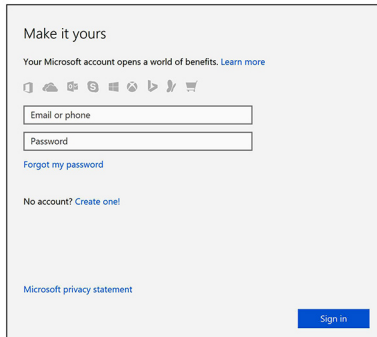 Make it yours
Your Microsoft account opens a world of benefits. Learn more
Email or phone
Password
Forgot my password
No account? Create one!
Microsoft privacy statement
Sign in